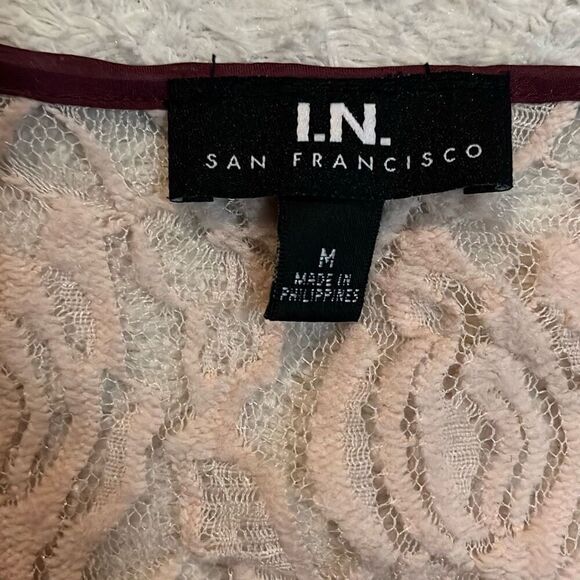 I.N.
SAN FRANCISCO
M
MADE IN
PHILIPPINES